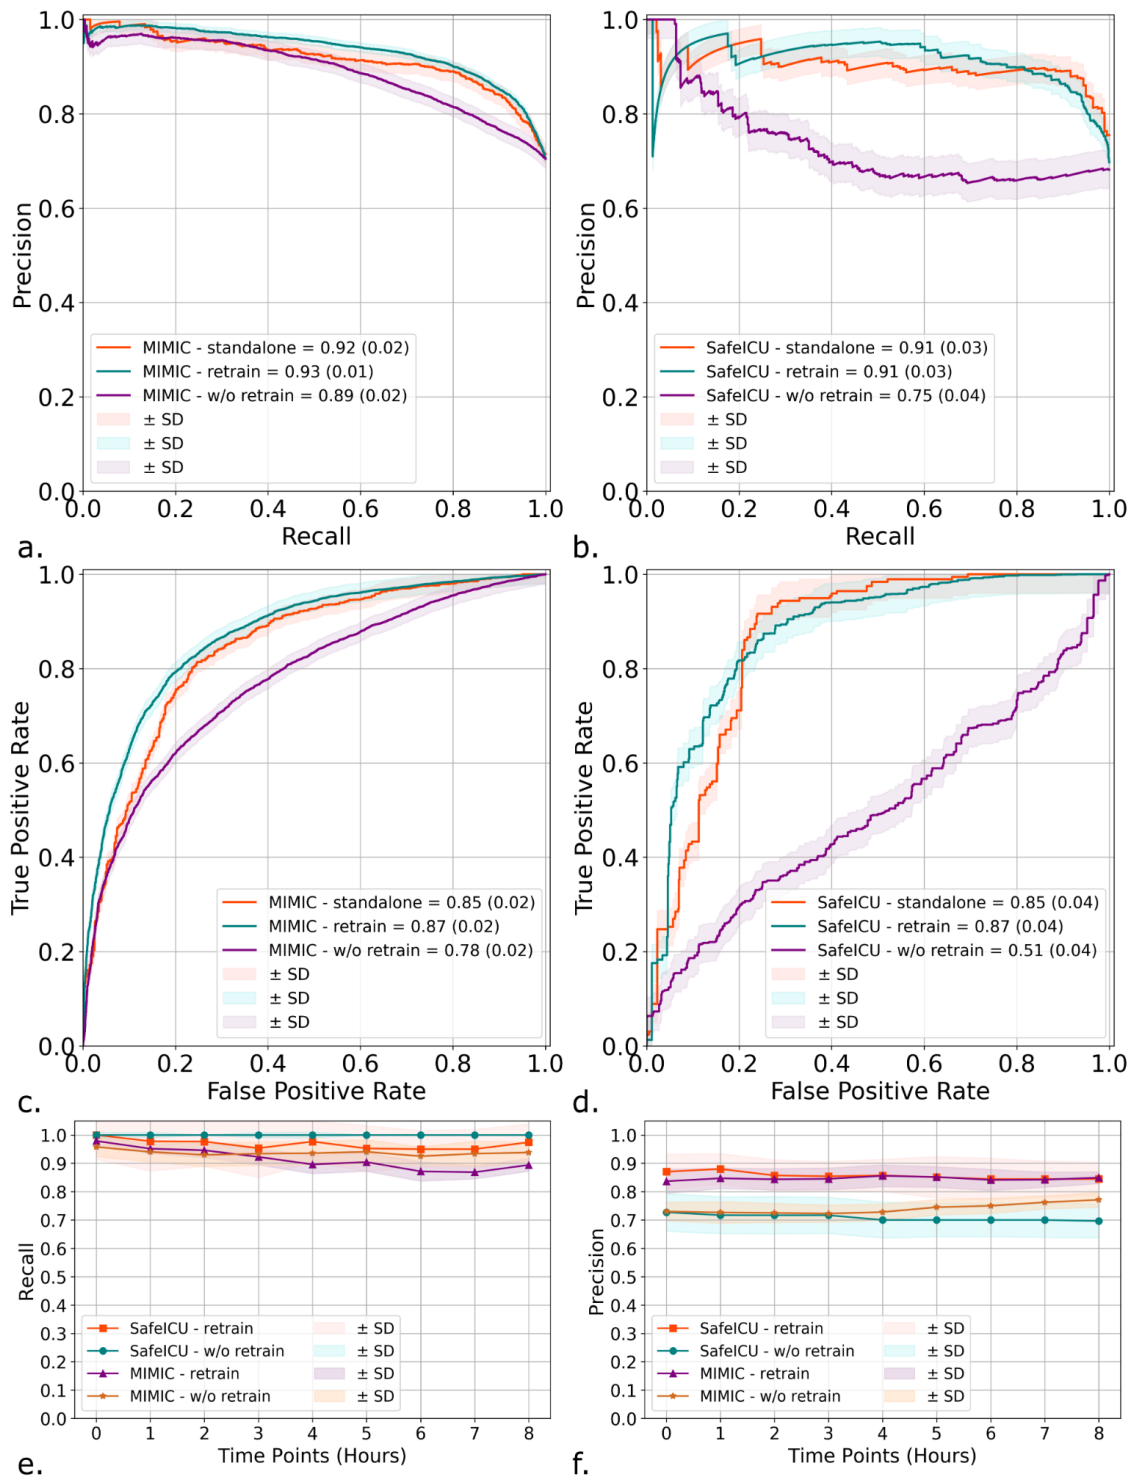 1.0
0.8
0.6
0.4
0.2
0.0
Precision
MIMIC - standalone = 0.92 (0.02)
MIMIC - retrain = 0.93 (0.01)
MIMIC - w/o retrain = 0.89 (0.02)
± SD
± SD
± SD
0.0 0.2 0.4 0.6 0.8 1.0
Recall
a.
1.0
0.8
0.6
0.4
0.2
0.0
Precision
SafeICU - standalone = 0.91 (0.03)
SafeICU - retrain = 0.91 (0.03)
SafeICU - w/o retrain = 0.75 (0.04)
± SD
± SD
± SD
0.0 0.2 0.4 0.6 0.8 1.0
Recall
b.
1.0
0.8
0.6
0.4
0.2
0.0
True Positive Rate
MIMIC - standalone = 0.85 (0.02)
MIMIC - retrain = 0.87 (0.02)
MIMIC - w/o retrain = 0.78 (0.02)
± SD
± SD
± SD
0.0 0.2 0.4 0.6 0.8 1.0
False Positive Rate
c.
1.0
0.8
0.6
0.4
0.2
0.0
True Positive Rate
SafeICU - standalone = 0.85 (0.04)
SafeICU - retrain = 0.87 (0.04)
SafeICU - w/o retrain = 0.51 (0.04)
± SD
± SD
± SD
0.0 0.2 0.4 0.6 0.8 1.0
False Positive Rate
d.
1.0
0.9
0.8
0.7
0.6
0.5
0.4
0.3
0.2
0.1
0.0
Recall
SafeICU - retrain ± SD
SafeICU - w/o retrain ± SD
MIMIC - retrain ± SD
MIMIC - w/o retrain ± SD
0 1 2 3 4 5 6 7 8
Time Points (Hours)
e.
1.0
0.9
0.8
0.7
0.6
0.5
0.4
0.3
0.2
0.1
0.0
Precision
SafeICU - retrain ± SD
SafeICU - w/o retrain ± SD
MIMIC - retrain ± SD
MIMIC - w/o retrain ± SD
0 1 2 3 4 5 6 7 8
Time Points (Hours)
f.